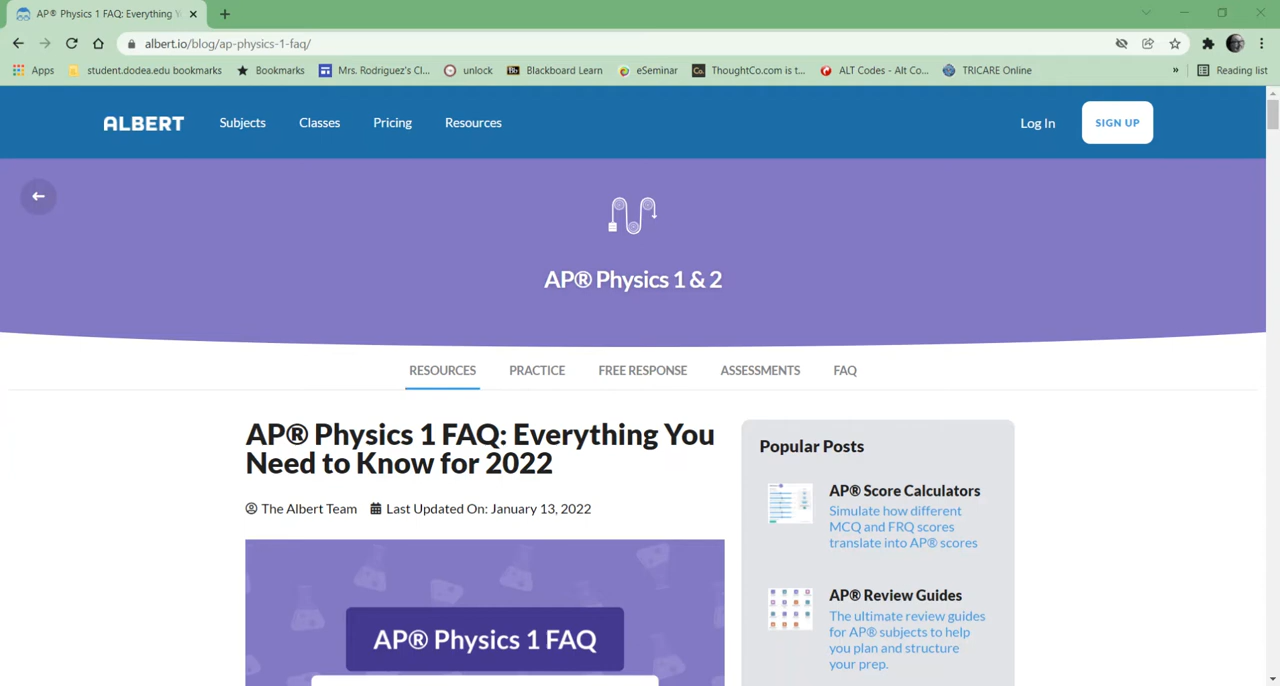 AP® Physics 1 FAQ: Everything Y
albert.io/blog/ap-physics-1-faq/
Apps
student.dodea.edu bookmarks
Bookmarks
Mrs. Rodriguez's Cl...
unlock
Bb
Blackboard Learn
eSeminar
Co.
ThoughtCo.com is t...
ALT Codes - Alt Co...
TRICARE Online
»
Reading list
ALBERT
Subjects
Classes
Pricing
Resources
Log In
SIGN UP
AP® Physics 1 & 2
RESOURCES
PRACTICE
FREE RESPONSE
ASSESSMENTS
FAQ
AP® Physics 1 FAQ: Everything You
Need to Know for 2022
The Albert Team
Last Updated On: January 13, 2022
AP® Physics 1 FAQ
Popular Posts
AP® Score Calculators
Simulate how different
MCQ and FRQ scores
translate into AP® scores
AP® Review Guides
The ultimate review guides
for AP® subjects to help
you plan and structure
your prep.